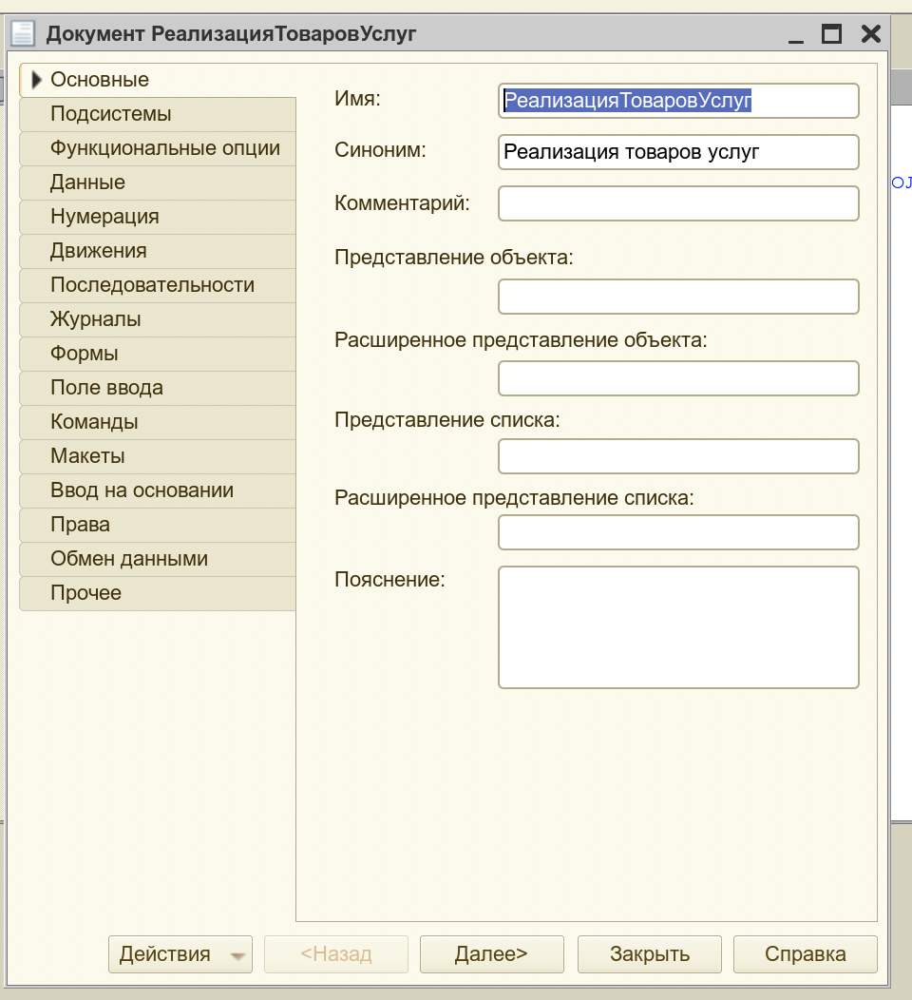 Документ РеализацияТоваровУслуг
Основные
Подсистемы
Функциональные опции
Данные
Нумерация
Движения
Последовательности
Журналы
Формы
Поле ввода
Команды
Макеты
Ввод на основании
Права
Обмен данными
Прочее
Имя: РеализацияТоваровУслуг
Синоним: Реализация товаров услуг
Комментарий:
Представление объекта:
Расширенное представление объекта:
Представление списка:
Расширенное представление списка:
Пояснение:
Действия <Назад Далее> Закрыть Справка